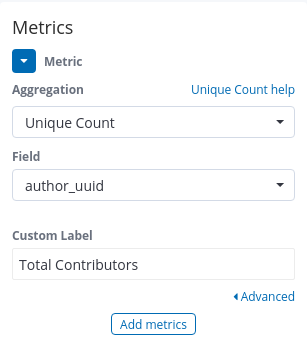 Metrics
Metric
Aggregation Unique Count help
Unique Count
Field
author_uuid
Custom Label
Total Contributors
Advanced
Add metrics